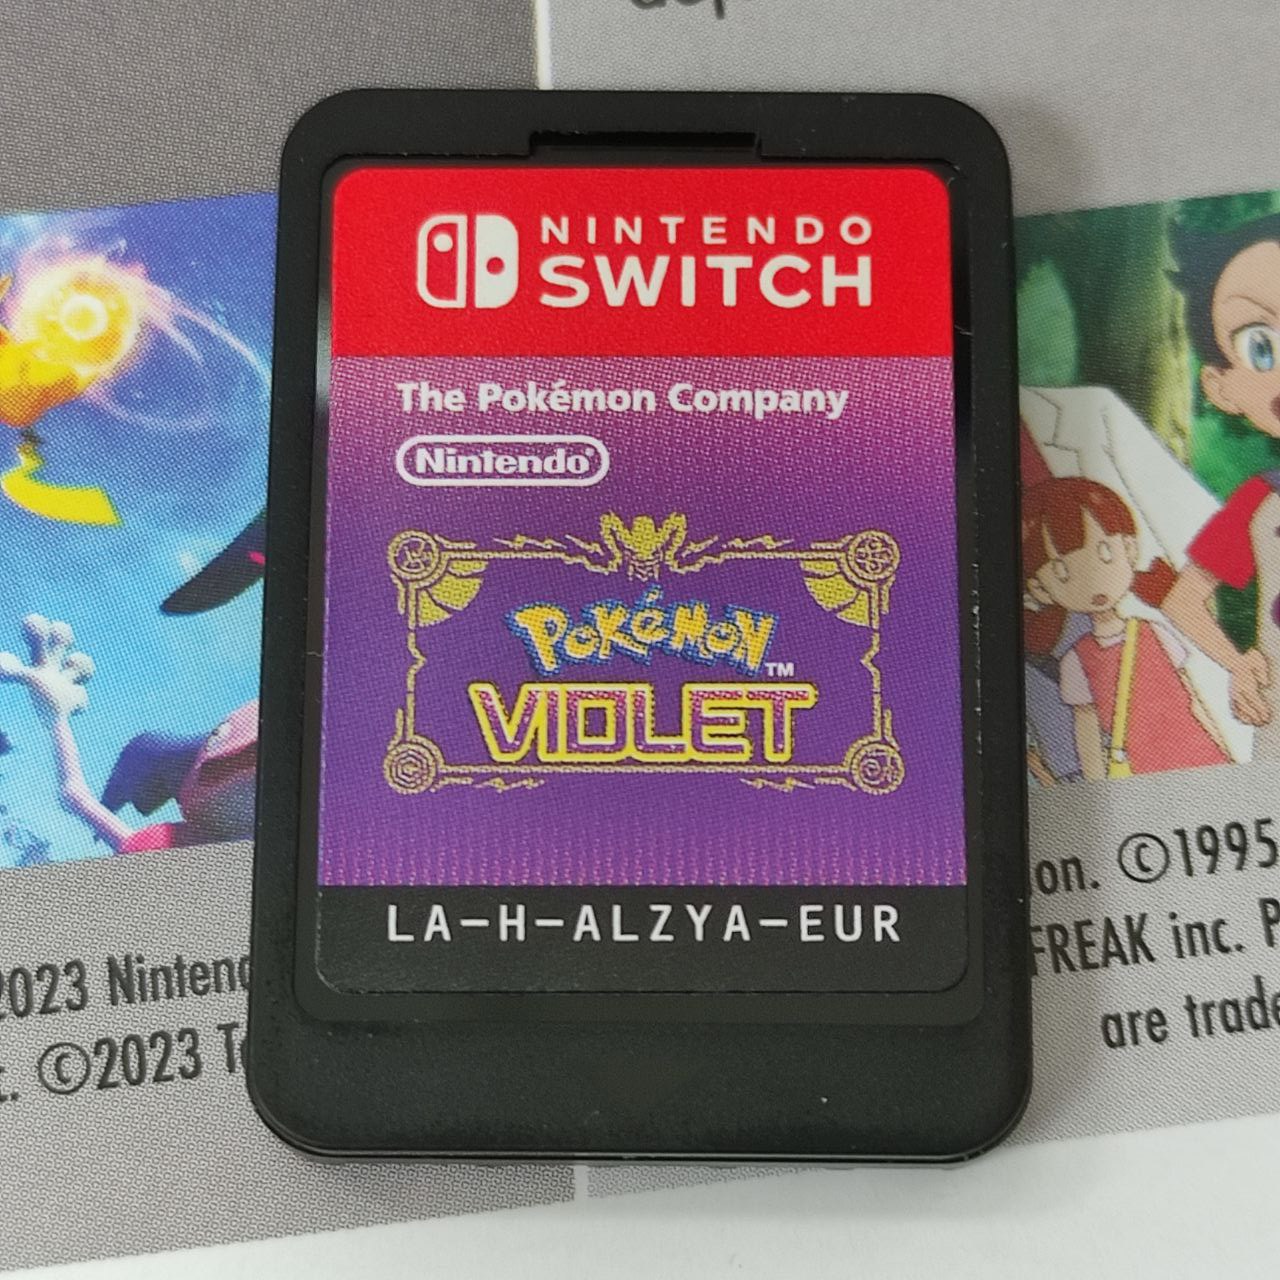 NINTENDO
SWITCH
The Pokémon Company
Nintendo®
POKéMON™
VIOLET
LA-H-ALZYA-EUR
on. ©1995
FREAK inc.
are trade
2023 Nintend
©2023 T